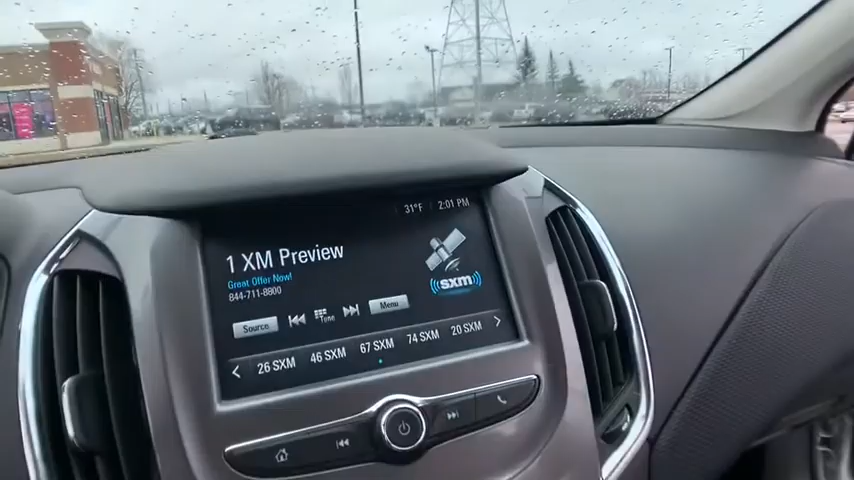 31°F 2:01 PM
1 XM Preview
Great Offer Now!
844-711-8800
sxm
Source Tune Menu
26 SXM 46 SXM 67 SXM 74 SXM 20 SXM